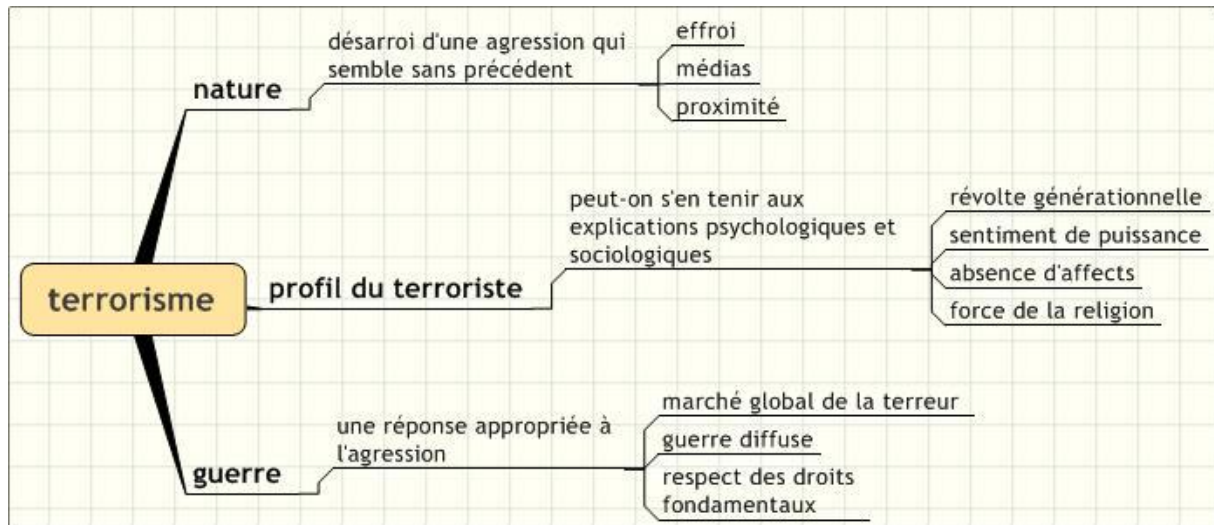 terrorisme
nature
désarroi d'une agression qui
semble sans précédent
effroi
médias
proximité
profil du terroriste
peut-on s'en tenir aux
explications psychologiques et
sociologiques
révolte générationnelle
sentiment de puissance
absence d'affects
force de la religion
guerre
une réponse appropriée à
l'agression
marché global de la terreur
guerre diffuse
respect des droits
fondamentaux